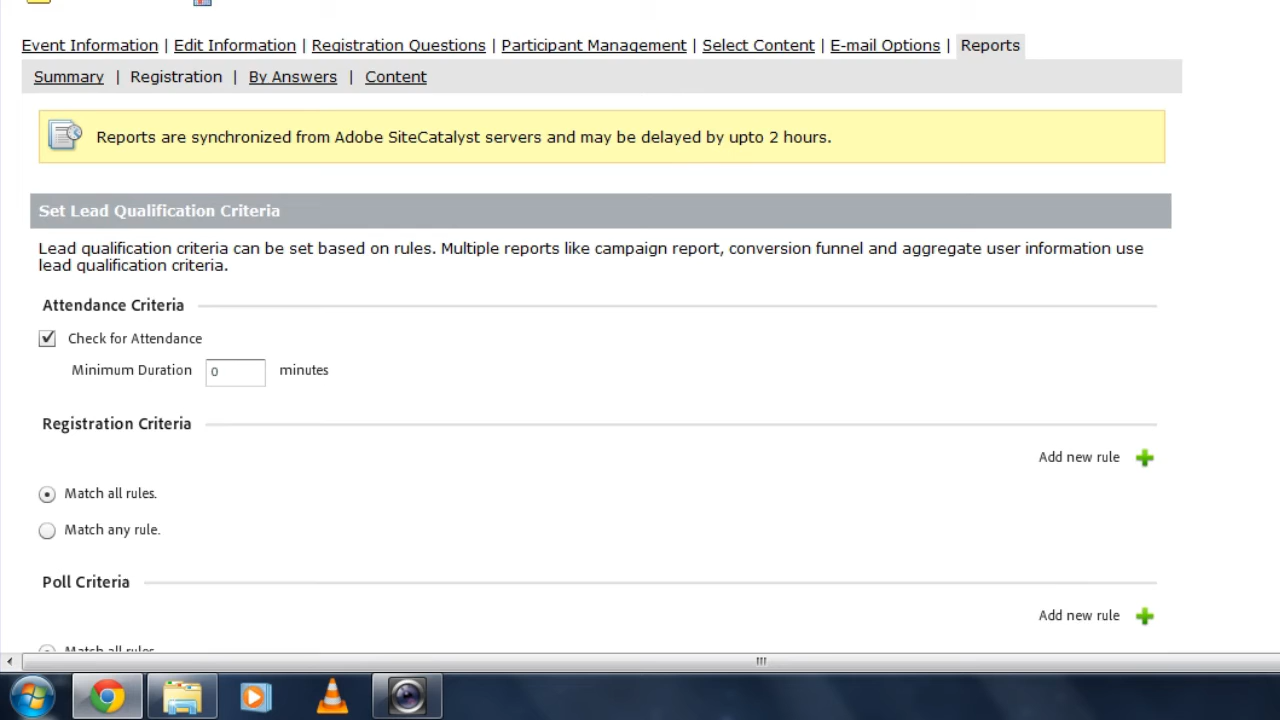 Event Information | Edit Information | Registration Questions | Participant Management | Select Content | E-mail Options | Reports
Summary | Registration | By Answers | Content
Reports are synchronized from Adobe SiteCatalyst servers and may be delayed by upto 2 hours.
Set Lead Qualification Criteria
Lead qualification criteria can be set based on rules. Multiple reports like campaign report, conversion funnel and aggregate user information use
lead qualification criteria.
Attendance Criteria
Check for Attendance
Minimum Duration 0 minutes
Registration Criteria
Add new rule
Match all rules.
Match any rule.
Poll Criteria
Add new rule
Match all rules